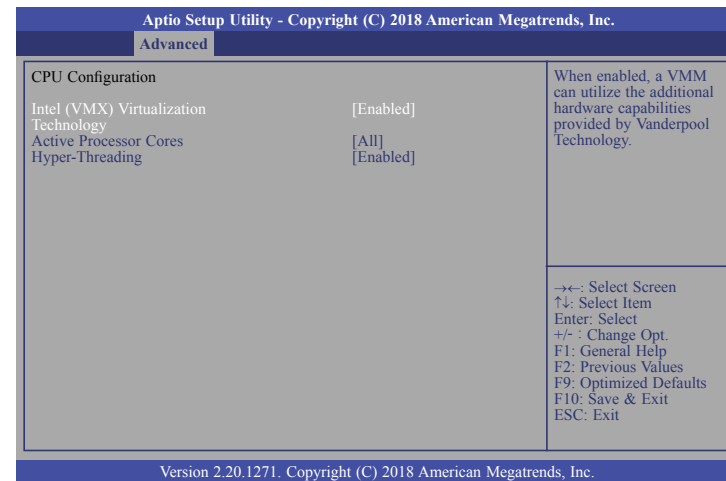 Aptio Setup Utility - Copyright (C) 2018 American Megatrends, Inc.
Advanced
CPU Configuration
Intel (VMX) Virtualization [Enabled]
Technology
Active Processor Cores [All]
Hyper-Threading [Enabled]
When enabled, a VMM
can utilize the additional
hardware capabilities
provided by Vanderpool
Technology.
→←: Select Screen
↑↓: Select Item
Enter: Select
+/- : Change Opt.
F1: General Help
F2: Previous Values
F9: Optimized Defaults
F10: Save & Exit
ESC: Exit
Version 2.20.1271. Copyright (C) 2018 American Megatrends, Inc.